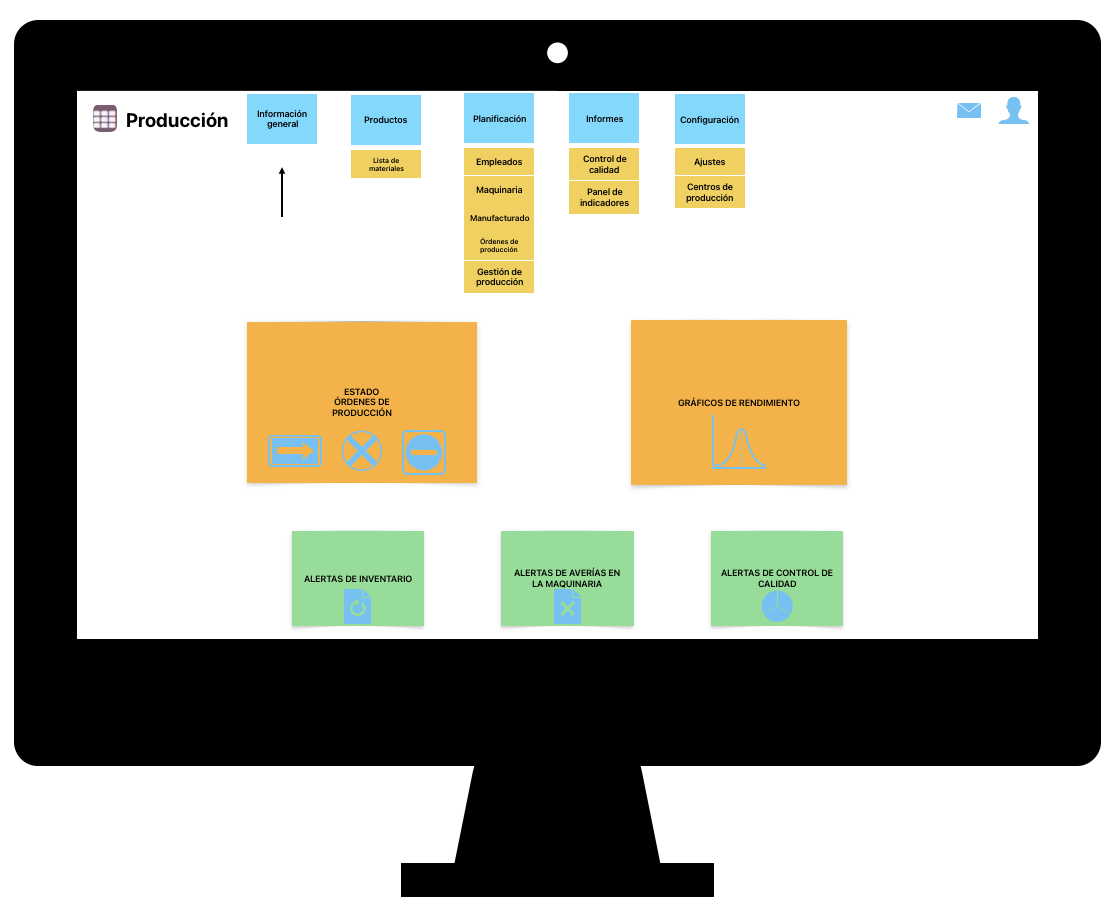 Producción
Información
general
Productos
Planificación
Informes
Configuración
Lista de
materiales
Empleados
Maquinaria
Manufacturado
Órdenes de
producción
Gestión de
producción
Control de
calidad
Panel de
indicadores
Ajustes
Centros de
producción
ESTADO
ÓRDENES DE
PRODUCCIÓN
GRÁFICOS DE RENDIMIENTO
ALERTAS DE INVENTARIO
ALERTAS DE AVERÍAS EN
LA MAQUINARIA
ALERTAS DE CONTROL DE
CALIDAD